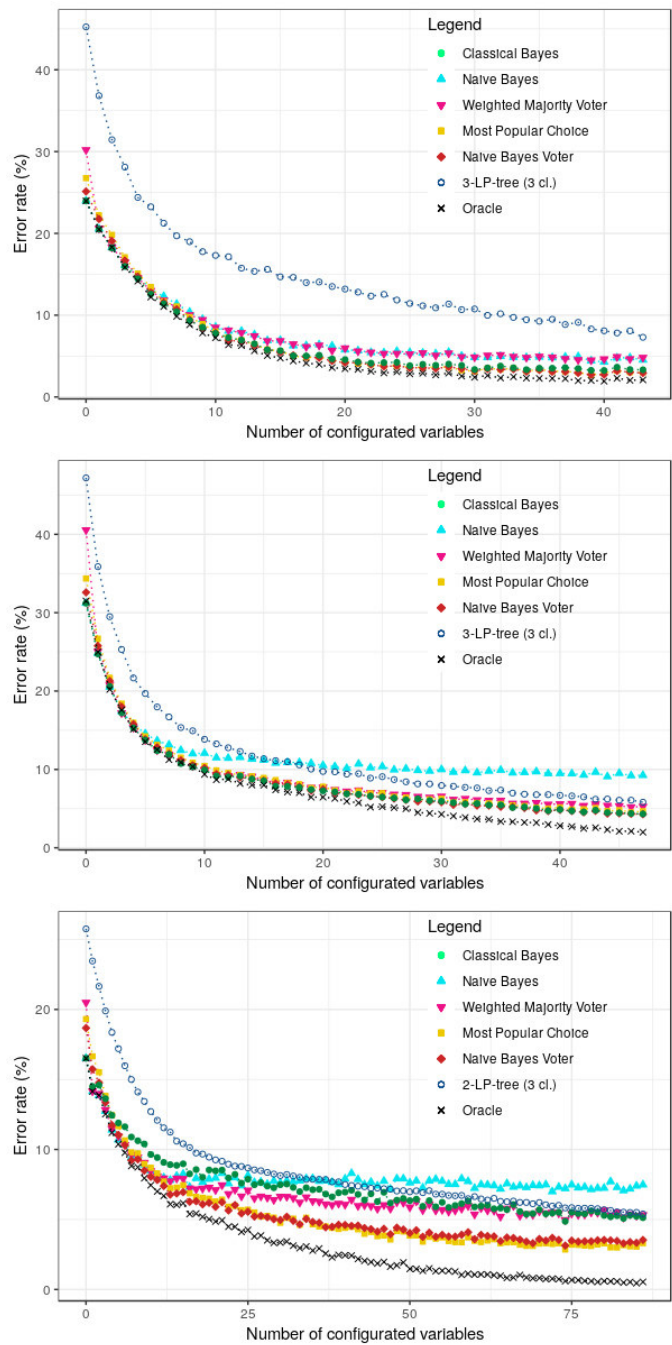 Legend
Classical Bayes
Naive Bayes
Weighted Majority Voter
Most Popular Choice
Naive Bayes Voter
3-LP-tree (3 cl.)
Oracle
Error rate (%)
40
30
20
10
0
0 10 20 30 40
Number of configurated variables
Legend
Classical Bayes
Naive Bayes
Weighted Majority Voter
Most Popular Choice
Naive Bayes Voter
3-LP-tree (3 cl.)
Oracle
Error rate (%)
40
30
20
10
0
0 10 20 30 40
Number of configurated variables
Legend
Classical Bayes
Naive Bayes
Weighted Majority Voter
Most Popular Choice
Naive Bayes Voter
2-LP-tree (3 cl.)
Oracle
Error rate (%)
20
10
0
0 25 50 75
Number of configurated variables